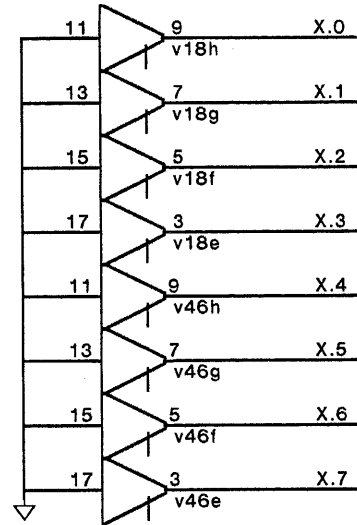 11 9 X.0
v18h
13 7 X.1
v18g
15 5 X.2
v18f
17 3 X.3
v18e
11 9 X.4
v46h
13 7 X.5
v46g
15 5 X.6
v46f
17 3 X.7
v46e